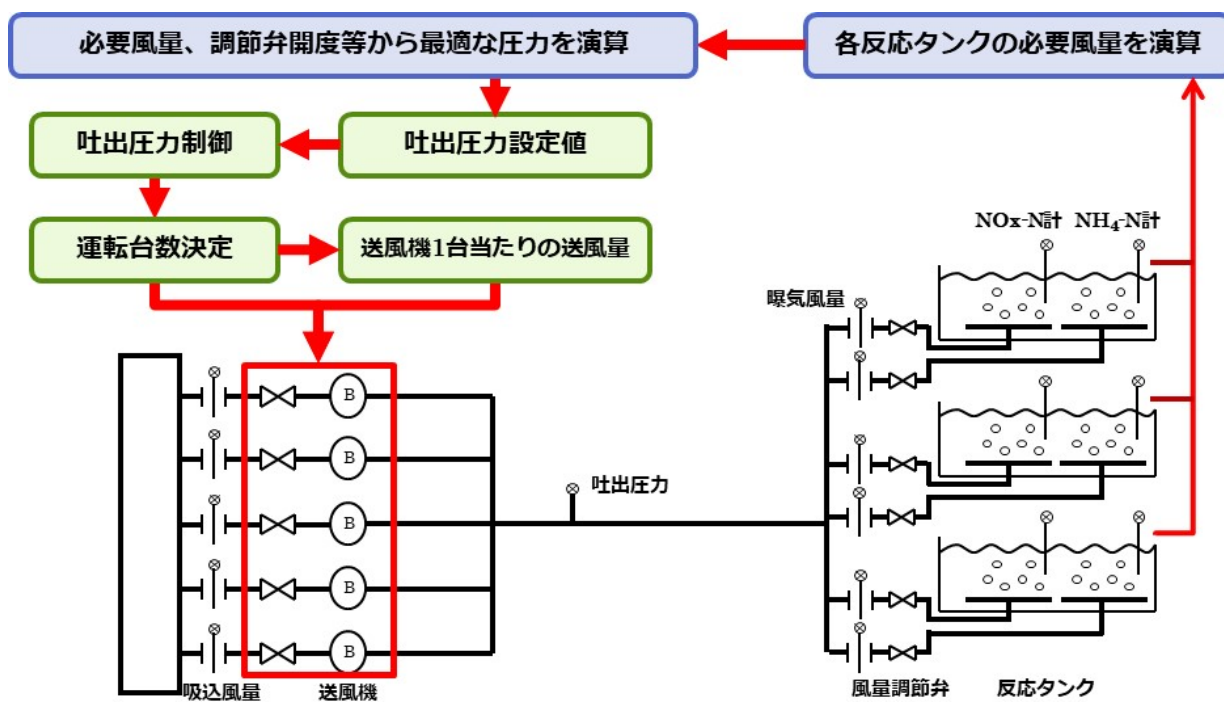 必要風量、調節弁開度等から最適な圧力を演算
各反応タンクの必要風量を演算
吐出圧力制御
吐出圧力設定値
運転台数決定
送風機1台当たりの送風量
NOx-N計
NH₄-N計
曝気風量
B
B
B
B
B
吐出圧力
吸込風量
送風機
風量調節弁
反応タンク